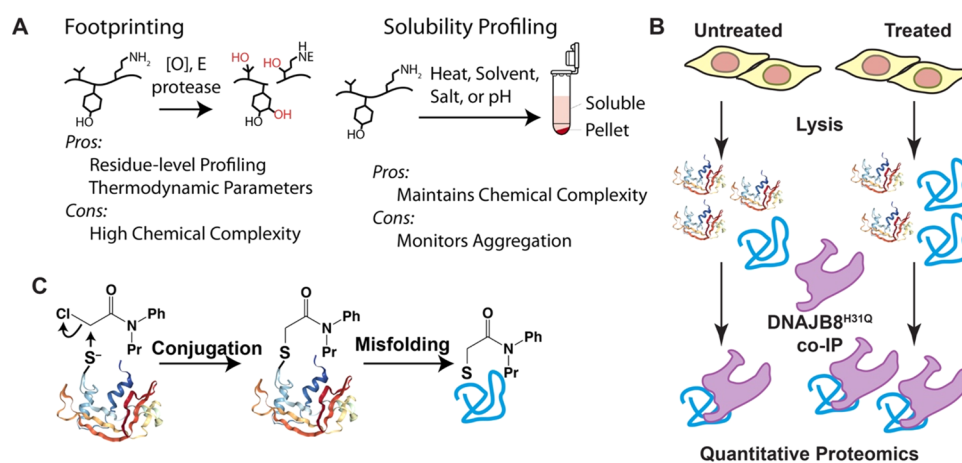 A
Footprinting
NH₂
HO
[O], E
protease
HO
HO
H
NE
HO
OH
Pros:
Residue-level Profiling
Thermodynamic Parameters
Cons:
High Chemical Complexity
Solubility Profiling
NH₂
HO
Heat, Solvent,
Salt, or pH
Soluble
Pellet
Pros:
Maintains Chemical Complexity
Cons:
Monitors Aggregation
B
Untreated
Treated
Lysis
DNAJB8ᴴ³¹Q
co-IP
Quantitative Proteomics
C
Cl
O
N
Ph
Pr
S⁻
Conjugation
O
N
Ph
Pr
S
Misfolding
O
N
Ph
Pr
S